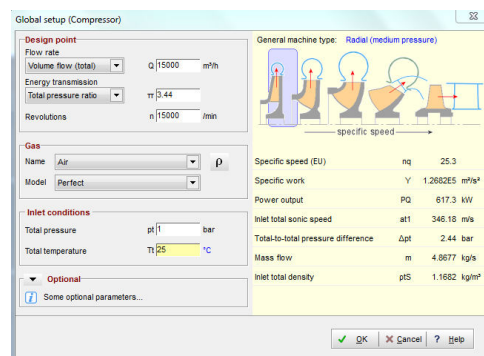 Global setup (Compressor)
Design point
Flow rate
Volume flow (total) Q 15000 m³/h
Energy transmission
Total pressure ratio π 3.44
Revolutions n 15000 /min
Gas
Name Air ρ
Model Perfect
Inlet conditions
Total pressure pt 1 bar
Total temperature Tt 25 °C
Optional
Some optional parameters...
General machine type: Radial (medium pressure)
specific speed
Specific speed (EU) nq 25.3
Specific work Y 1.2682E5 m²/s²
Power output PQ 617.3 kW
Inlet total sonic speed at1 346.18 m/s
Total-to-total pressure difference Δpt 2.44 bar
Mass flow m 4.8677 kg/s
Inlet total density ptS 1.1682 kg/m³
OK Cancel ? Help